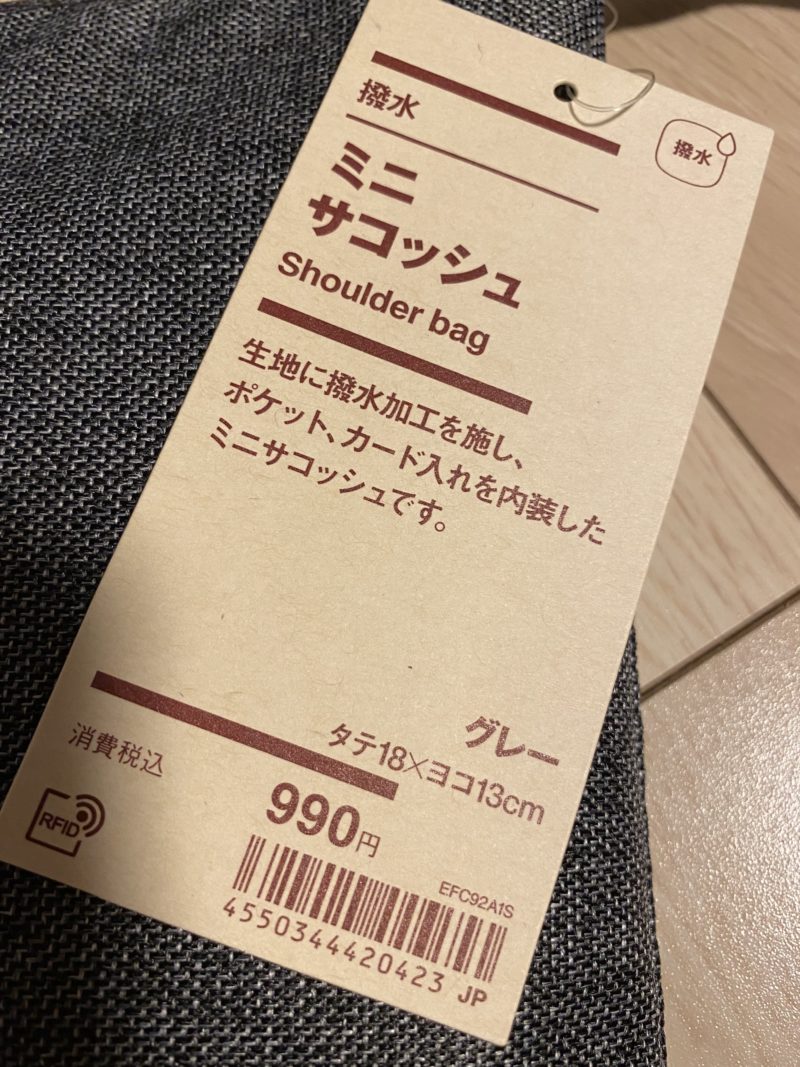 撥水
撥水
ミニ
サコッシュ
Shoulder bag
生地に撥水加工を施し、
ポケット、カード入れを内装した
ミニサコッシュです。
グレー
タテ18×ヨコ13cm
消費税込
990円
RFID
EFC92A1S
4550344420423 JP